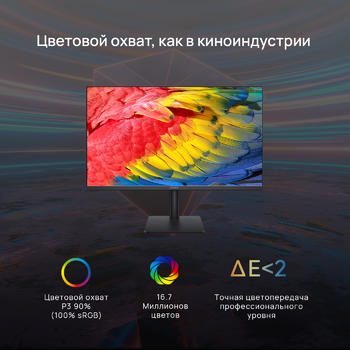 Цветовой охват, как в киноиндустрии
Цветовой охват
P3 90%
(100% sRGB)
16.7
Миллионов
цветов
ΔE<2
Точная цветопередача
профессионального
уровня